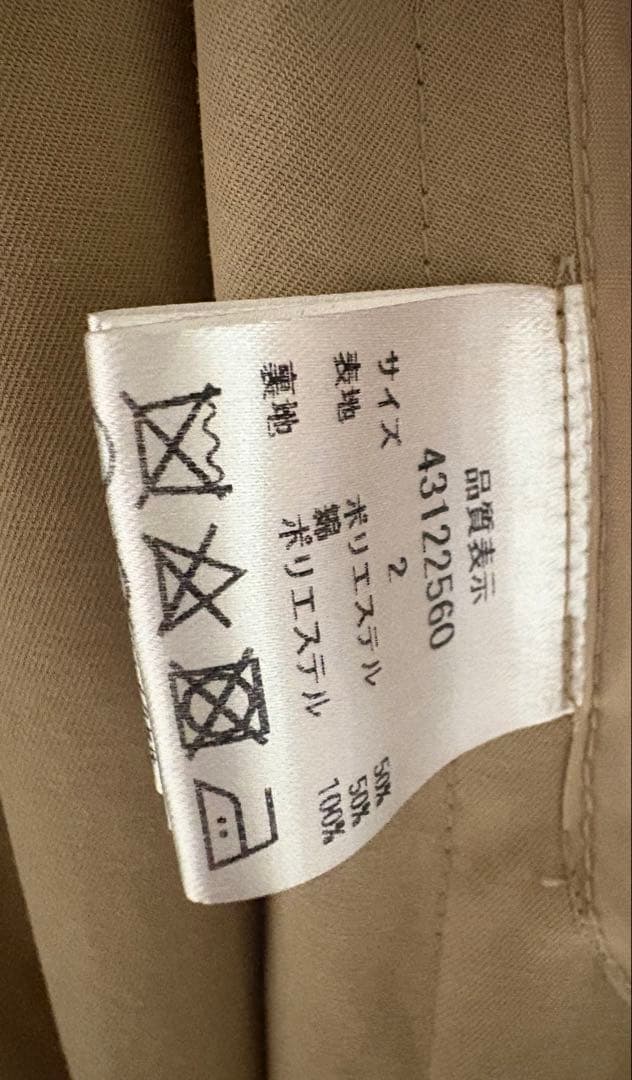 品質表示
43122560
サイズ 2
表地 ポリエステル 50%
綿 50%
裏地 ポリエステル 100%